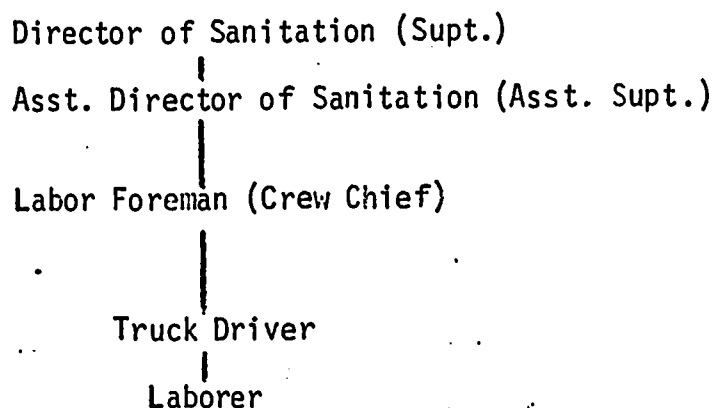 Director of Sanitation (Supt.)
Asst. Director of Sanitation (Asst. Supt.)
Labor Foreman (Crew Chief)
Truck Driver
Laborer